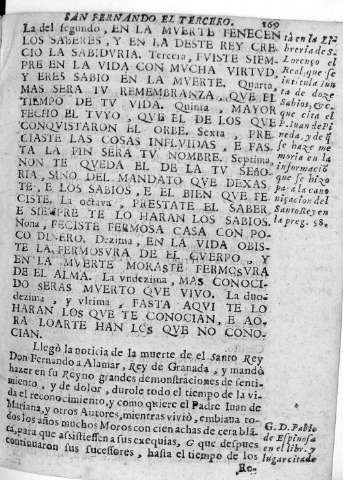 SAN FERNANDO EL TERCERO. 169
La del segundo, EN LA MVERTE FENECEN
LOS SABERES, Y EN LA DESTE REY CRE-
CIO LA SABIDVRIA. Tercera, FVISTE SIEM-
PRE EN LA VIDA CON MVCHA VIRTVD,
Y ERES SABIO EN LA MVERTE. Quarta,
MAS SERA TV REMEMBRANZA, QVE EL
TIEMPO DE TV VIDA. Quinta, MAYOR
FECHO EL TVYO, QVE EL DE LOS QVE
CONQVISTARON EL ORBE. Sexta, PRE-
CIASTE LAS COSAS INFLVIDAS, E FAS-
TA LA FIN SERA TV NOMBRE. Septima,
NON TE QVEDA EL DE LA TV SEÑO-
RIA, SINO DEL MANDATO QVE DEXAS-
TE, E LOS SABIOS, E EL BIEN QVE FE-
CISTE. La octava, PRESTATE EL SABER,
E SIEMPRE TE LO HARAN LOS SABIOS.
Nona, FECISTE FERMOSA CASA CON PO-
CO DINERO. Dezima, EN LA VIDA OBIS-
TE LA FERMOSVRA DE EL CVERPO, Y
EN LA MVERTE MORASTE FERMOSVRA
DE EL ALMA. La vndezima, MAS CONOCI-
DO SERAS MVERTO QVE VIVO. La duo-
dezima, y vltima, FASTA AQVI TE LO
HARAN LOS QVE TE CONOCIAN, E AO-
RA LOARTE HAN LOS QVE NO CONO-
CIAN.
Llegò la noticia de la muerte de el Santo Rey
Don Fernando a Alamar, Rey de Granada, y mandò
hazer en su Reyno grandes demonstraciones de senti-
miento, y de dolor, durole todo el tiempo de la vi-
da el reconocimiento, y como quiere el Padre Iuan de
Mariana, y otros Autores, mientras vivió, embiana to-
dos los años muchos Moros con cien achas de cera blā-
ca, para que assistiessen a sus exequias, G que despues
continuaron sus successores, hasta el tiempo de los
Re-
tà en la Li-
breria de S.
Lorenço el
Real, que se
intitula Iun
ta de doze
Sabios, &c.
que cita el
P. Iuan de Pi
neda, y de q̃
se haze me
moria en la
informaciō
que se hizo
pa¹a la cano
nizacion del
Santo Rey en
la preg. 58.
G. D. Pablo
de Espinosa
en el libr. y
lugar citado